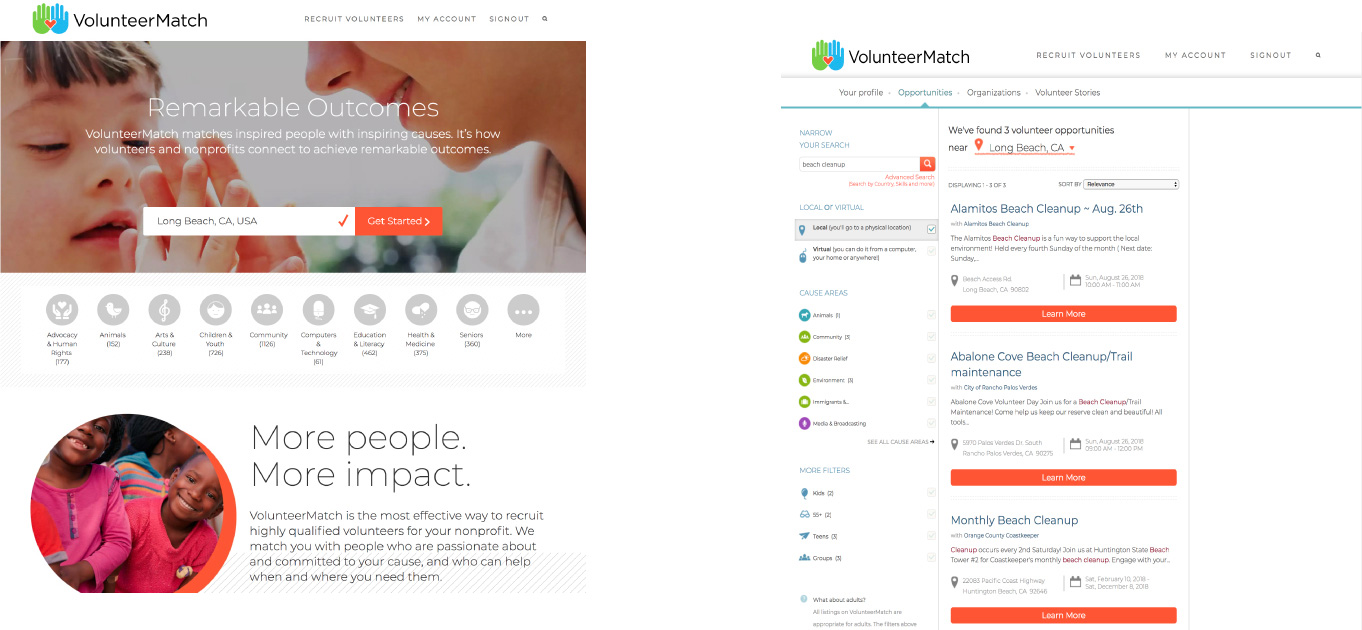 VolunteerMatch
RECRUIT VOLUNTEERS MY ACCOUNT SIGNOUT
Remarkable Outcomes
VolunteerMatch matches inspired people with inspiring causes. It's how
volunteers and nonprofits connect to achieve remarkable outcomes.
Long Beach, CA, USA
Get Started
Advocacy
& Human
Rights
(177)
Animals
(152)
Arts &
Culture
(238)
Children &
Youth
(726)
Community
(1126)
Computers
&
Technology
(61)
Education
& Literacy
(462)
Health &
Medicine
(375)
Seniors
(360)
More
More people.
More impact.
VolunteerMatch is the most effective way to recruit
highly qualified volunteers for your nonprofit. We
match you with people who are passionate about
and committed to your cause, and who can help
when and where you need them.
VolunteerMatch
RECRUIT VOLUNTEERS MY ACCOUNT SIGNOUT
Your profile Opportunities Organizations Volunteer Stories
NARROW
YOUR SEARCH
beach cleanup
Advanced Search
(Search by Country, Skills and more)
LOCAL or VIRTUAL
Local (you'll go to a physical location)
Virtual (you can do it from a computer,
your home or anywhere!)
CAUSE AREAS
Animals (1)
Community (3)
Disaster Relief
Environment (3)
Immigrants &...
Media & Broadcasting
SEE ALL CAUSE AREAS
MORE FILTERS
Kids (2)
55+ (2)
Teens (3)
Groups (3)
What about adults?
All listings on VolunteerMatch are
appropriate for adults. The filters above
We've found 3 volunteer opportunities
near Long Beach, CA
DISPLAYING 1 - 3 OF 3 SORT BY Relevance
Alamitos Beach Cleanup ~ Aug. 26th
with Alamitos Beach Cleanup
The Alamitos Beach Cleanup is a fun way to support the local
environment! Held every fourth Sunday of the month ( Next date:
Sunday,...
Beach Access Rd.
Long Beach, CA 90802
Sun, August 26, 2018
10:00 AM - 11:00 AM
Learn More
Abalone Cove Beach Cleanup/Trail
maintenance
with City of Rancho Palos Verdes
Abalone Cove Volunteer Day Join us for a Beach Cleanup/Trail
Maintenance! Come help us keep our reserve clean and beautiful! All
tools...
5970 Palos Verdes Dr. South
Rancho Palos Verdes, CA 90275
Sun, August 26, 2018
09:00 AM - 12:00 PM
Learn More
Monthly Beach Cleanup
with Orange County Coastkeeper
Cleanup occurs every 2nd Saturday! Join us at Huntington State Beach
Tower #2 for Coastkeeper's monthly beach cleanup. Engage with your...
22063 Pacific Coast Highway
Huntington Beach, CA 92646
Sat, February 10, 2018 -
Sat, December 8, 2018
Learn More